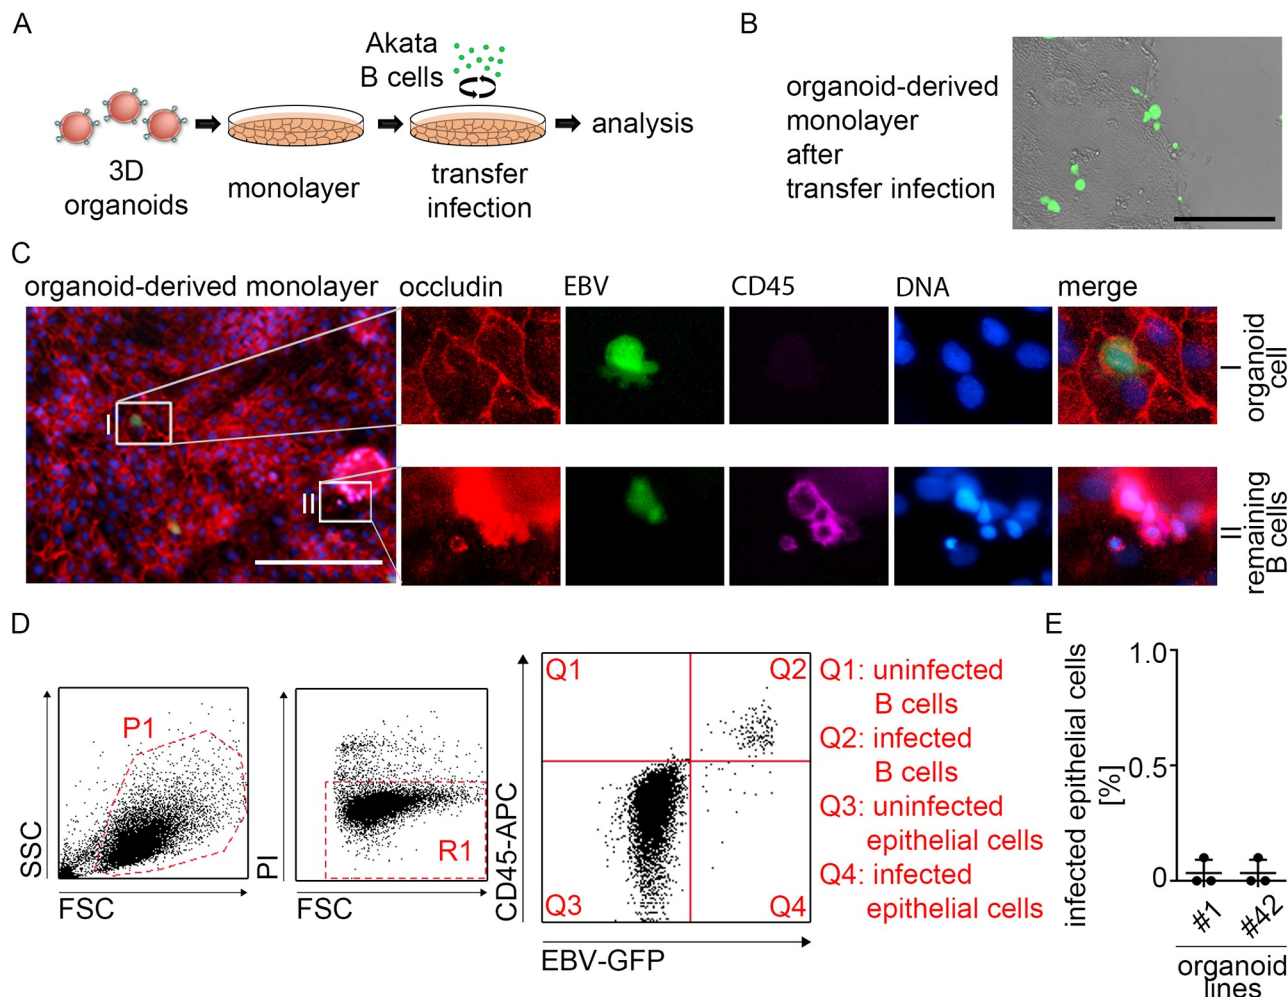 A
Akata
B cells
3D
organoids
monolayer
transfer
infection
analysis
B
organoid-derived
monolayer
after
transfer infection
C
organoid-derived monolayer
occludin
EBV
CD45
DNA
merge
I
II
I
organoid
cell
II
remaining
B cells
D
SSC
P1
FSC
PI
R1
FSC
CD45-APC
Q1
Q2
Q3
Q4
EBV-GFP
Q1: uninfected
B cells
Q2: infected
B cells
Q3: uninfected
epithelial cells
Q4: infected
epithelial cells
E
infected epithelial cells
[%]
1.0
0.5
0
#1
#42
organoid
lines